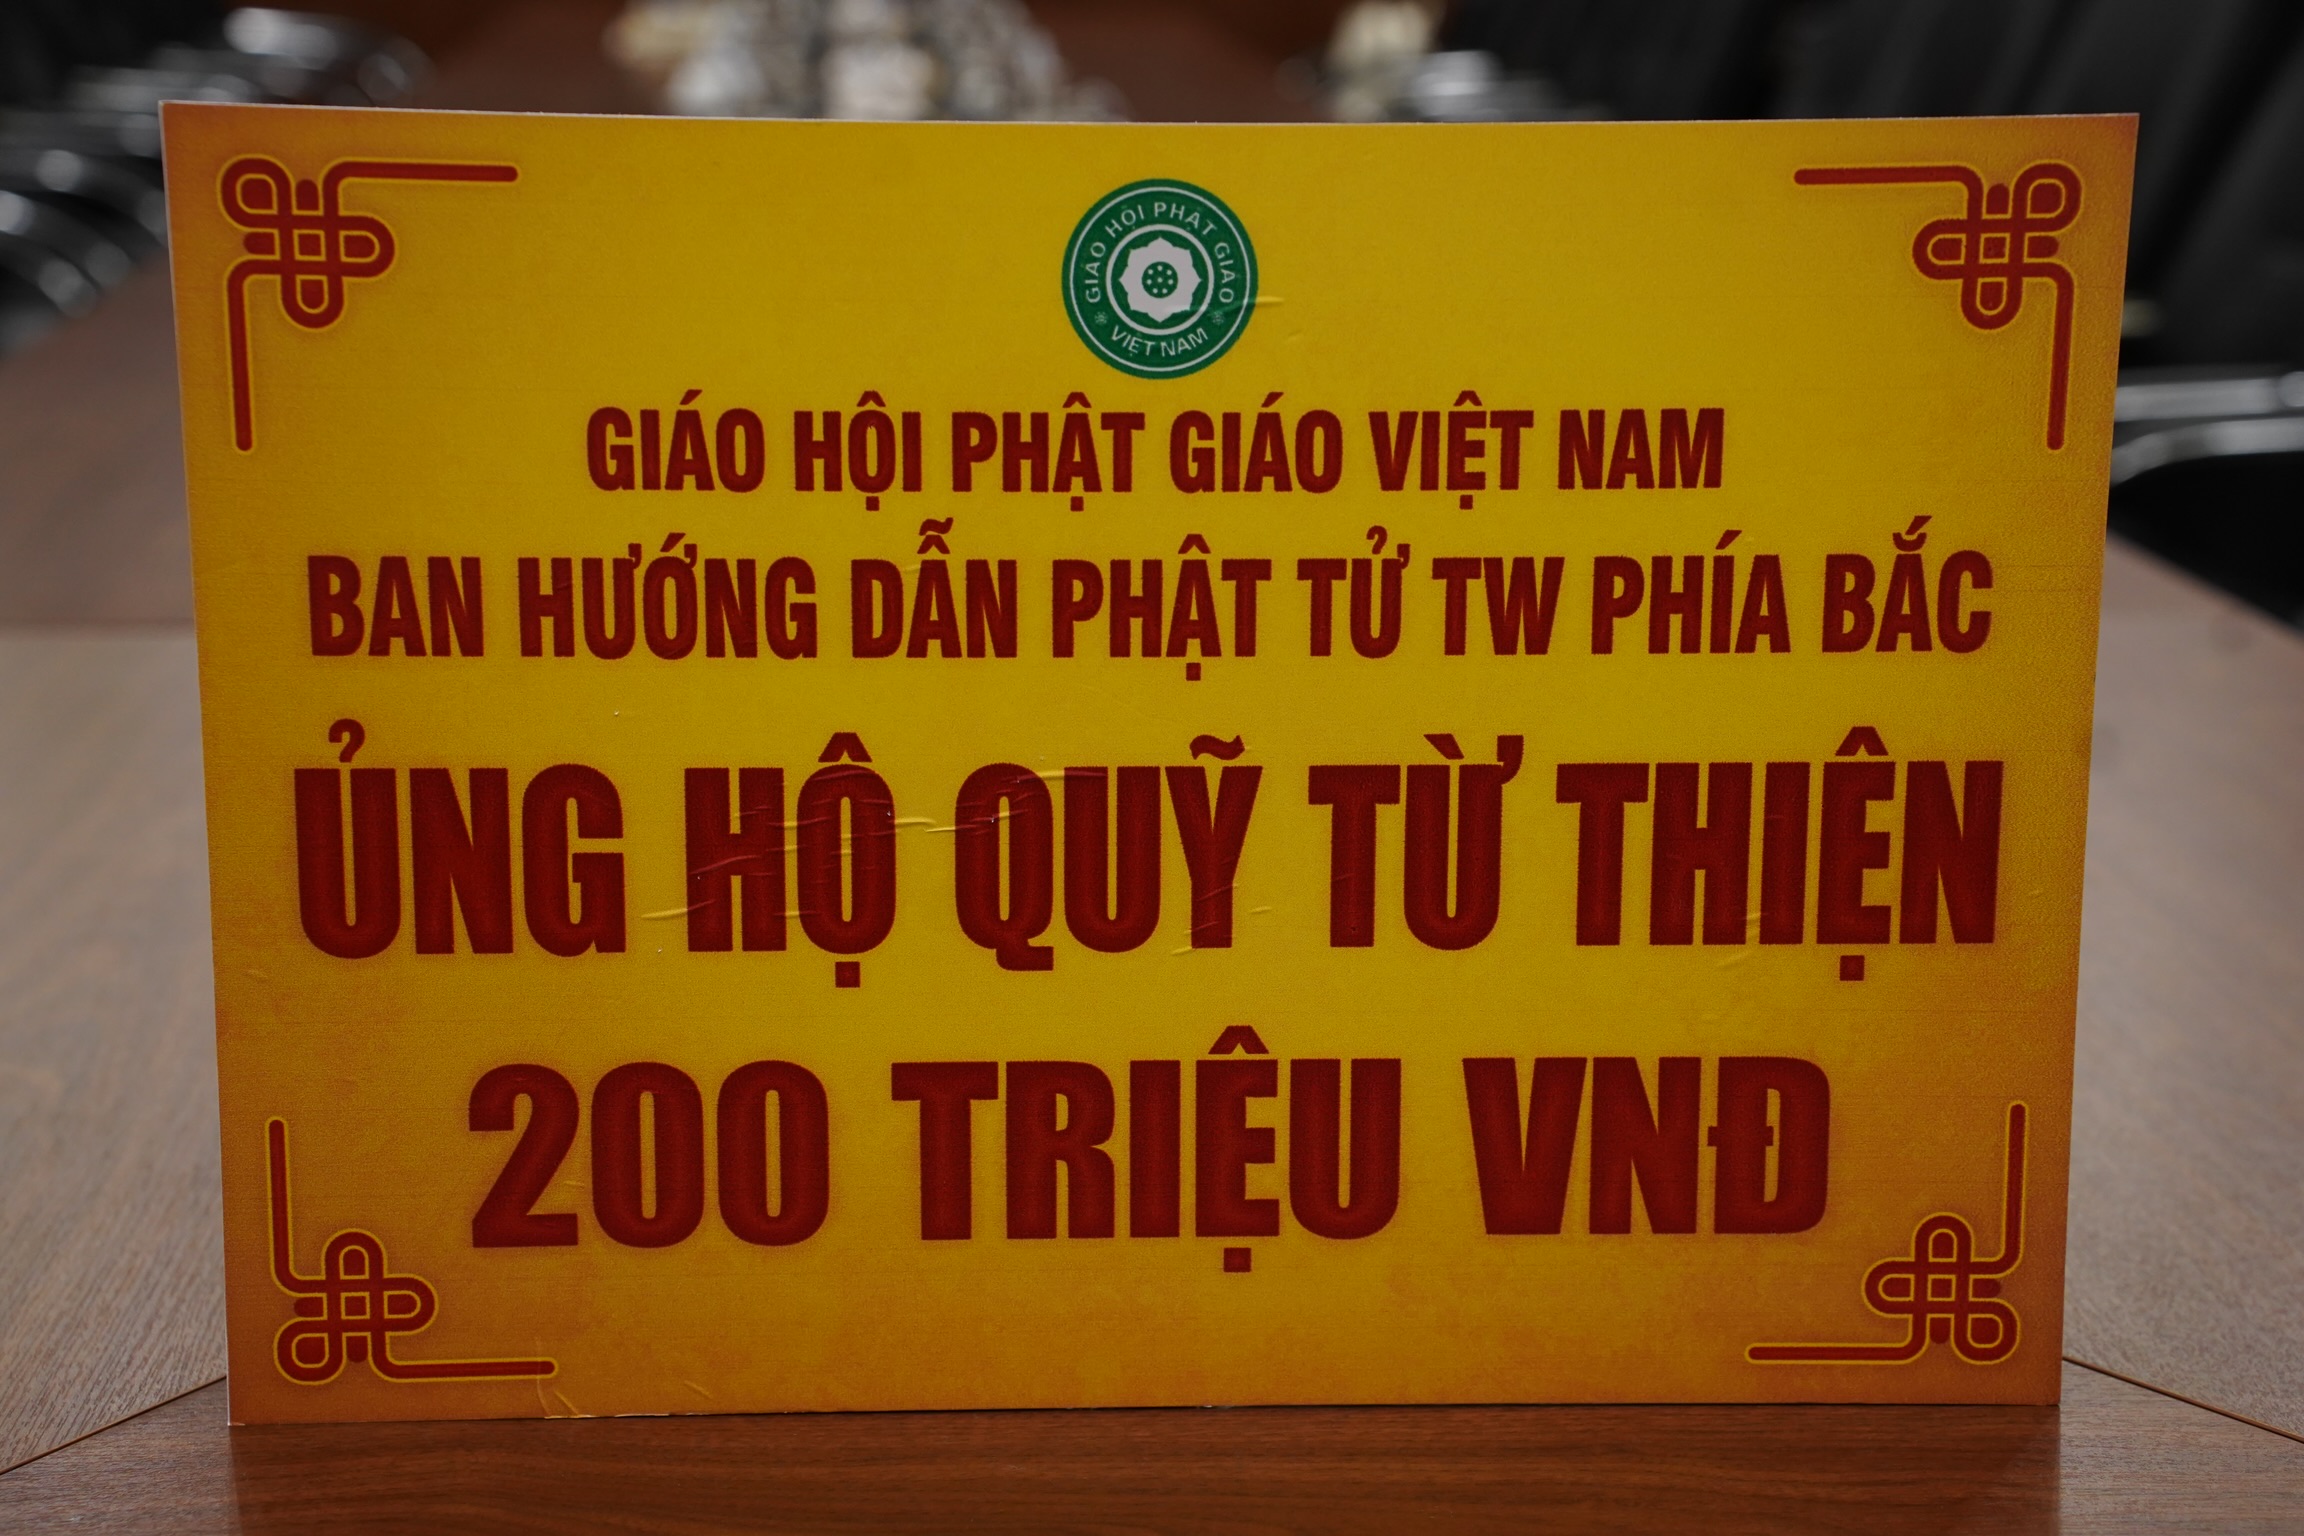 GIÁO HỘI PHẬT GIÁO
VIỆT NAM
GIÁO HỘI PHẬT GIÁO VIỆT NAM
BAN HƯỚNG DẪN PHẬT TỬ TW PHÍA BẮC
ỦNG HỘ QUỸ TỪ THIỆN
200 TRIỆU VNĐ